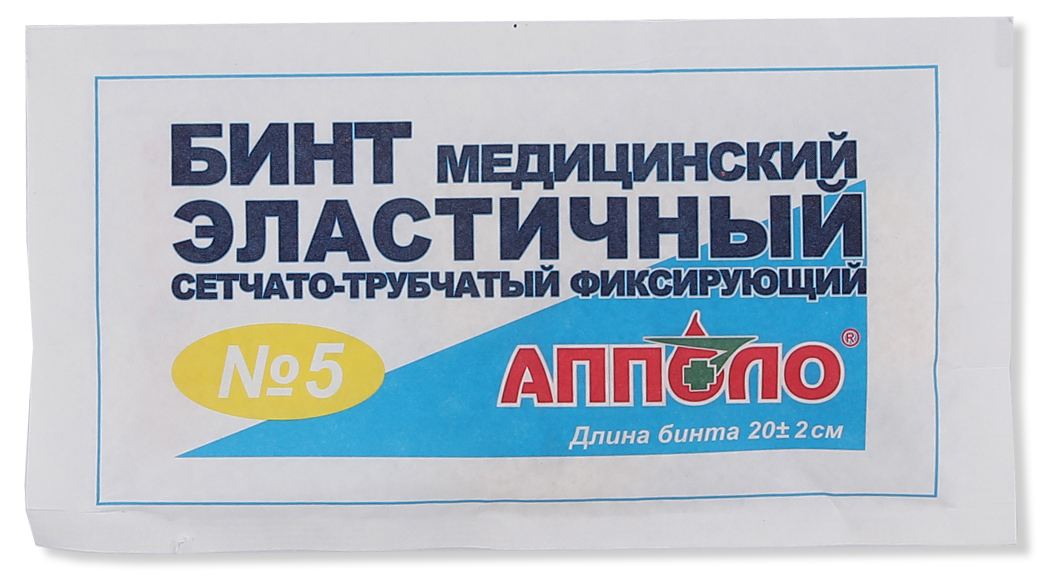 БИНТ МЕДИЦИНСКИЙ
ЭЛАСТИЧНЫЙ
СЕТЧАТО-ТРУБЧАТЫЙ ФИКСИРУЮЩИЙ
№5
АППОЛО®
Длина бинта 20± 2 см